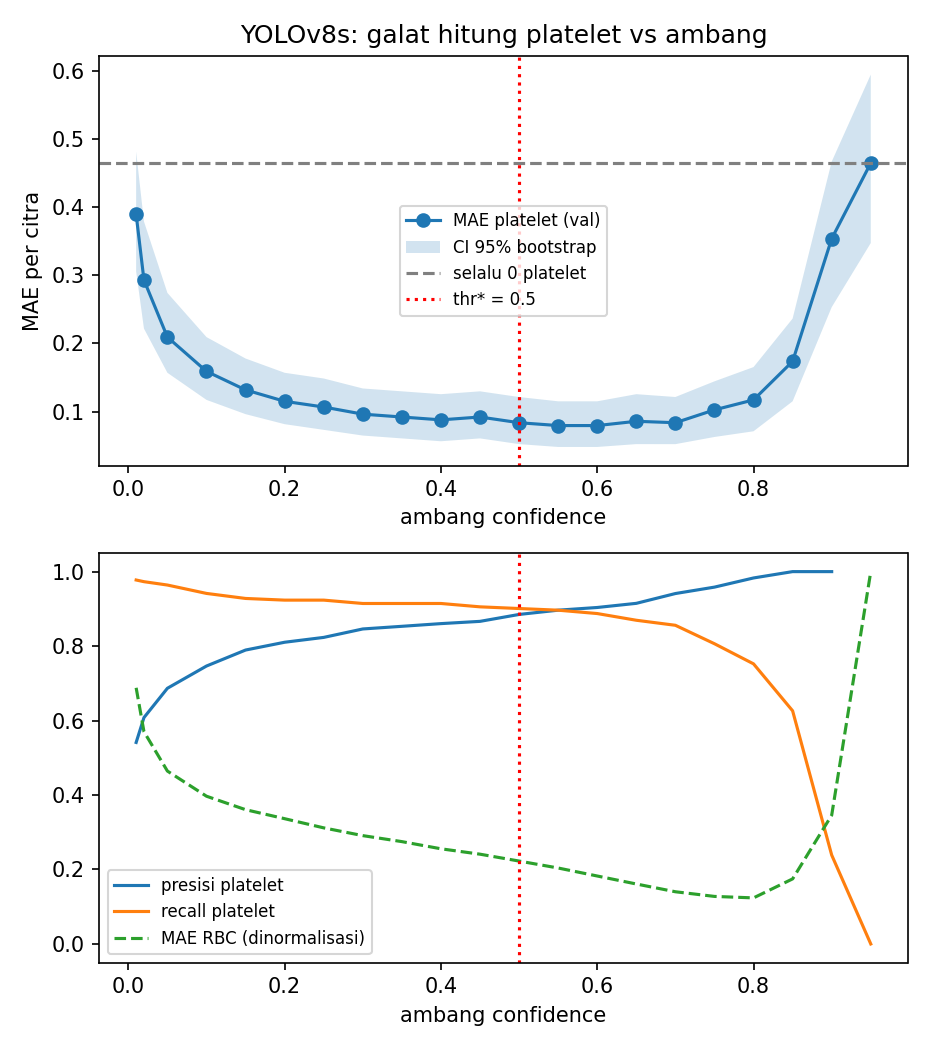 YOLOv8s: galat hitung platelet vs ambang
0.6
0.5
0.4
0.3
0.2
0.1
MAE per citra
MAE platelet (val)
CI 95% bootstrap
selalu 0 platelet
thr* = 0.5
0.0 0.2 0.4 0.6 0.8
ambang confidence
1.0
0.8
0.6
0.4
0.2
0.0
presisi platelet
recall platelet
MAE RBC (dinormalisasi)
0.0 0.2 0.4 0.6 0.8
ambang confidence